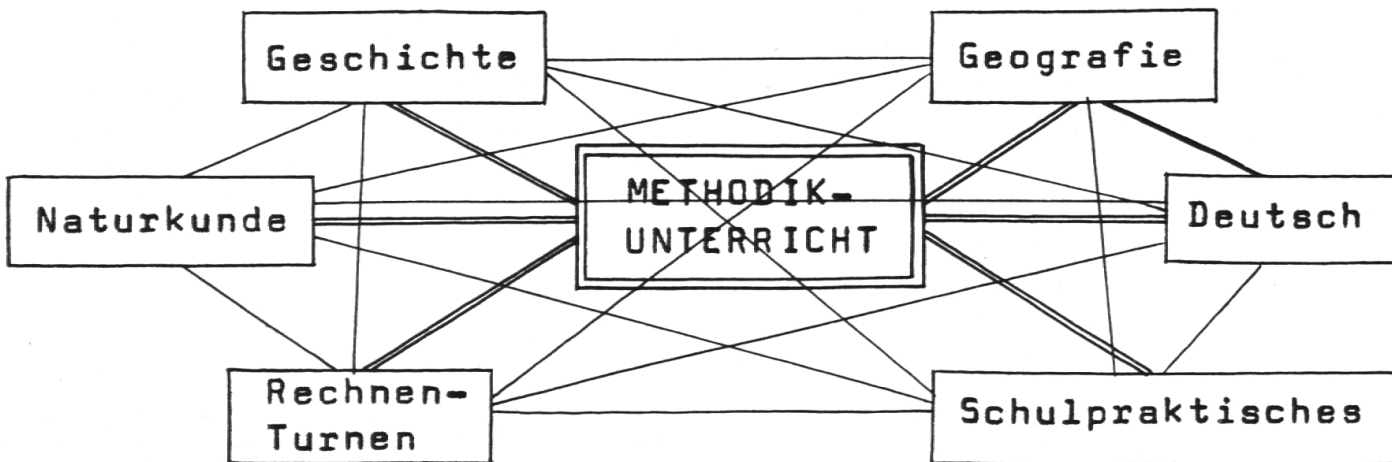 Geschichte
Geografie
METHODIK-
UNTERRICHT
Naturkunde
Deutsch
Rechnen-
Turnen
Schulpraktisches